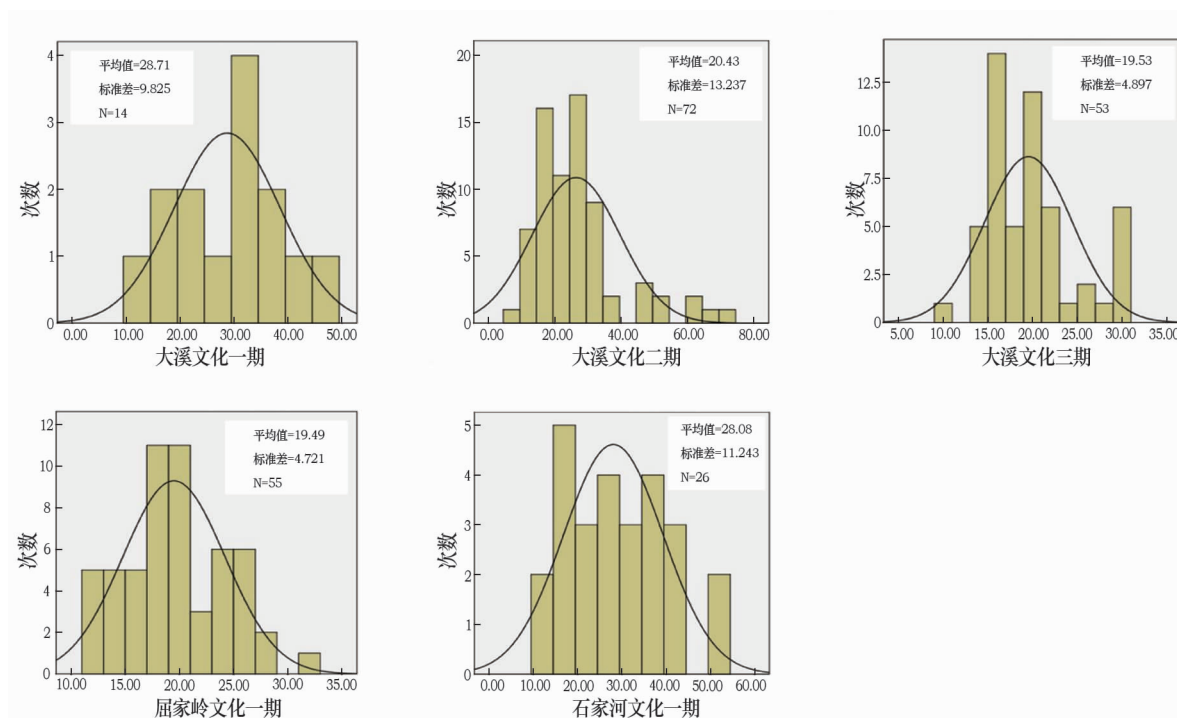 平均值=28.71
标准差=9.825
N=14
4
3
2
1
0
次数
0.00 10.00 20.00 30.00 40.00 50.00
大溪文化一期
平均值=20.43
标准差=13.237
N=72
20
15
10
5
0
次数
0.00 20.00 40.00 60.00 80.00
大溪文化二期
平均值=19.53
标准差=4.897
N=53
12.5
10.0
7.5
5.0
2.5
0
次数
5.00 10.00 15.00 20.00 25.00 30.00 35.00
大溪文化三期
平均值=19.49
标准差=4.721
N=55
12
10
8
6
4
2
0
次数
10.00 15.00 20.00 25.00 30.00 35.00
屈家岭文化一期
平均值=28.08
标准差=11.243
N=26
5
4
3
2
1
0
次数
0.00 10.00 20.00 30.00 40.00 50.00 60.00
石家河文化一期